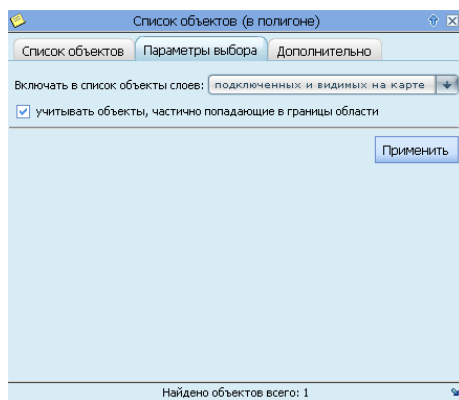 Список объектов (в полигоне)
Список объектов Параметры выбора Дополнительно
Включать в список объекты слоев: подключенных и видимых на карте
учитывать объекты, частично попадающие в границы области
Применить
Найдено объектов всего: 1